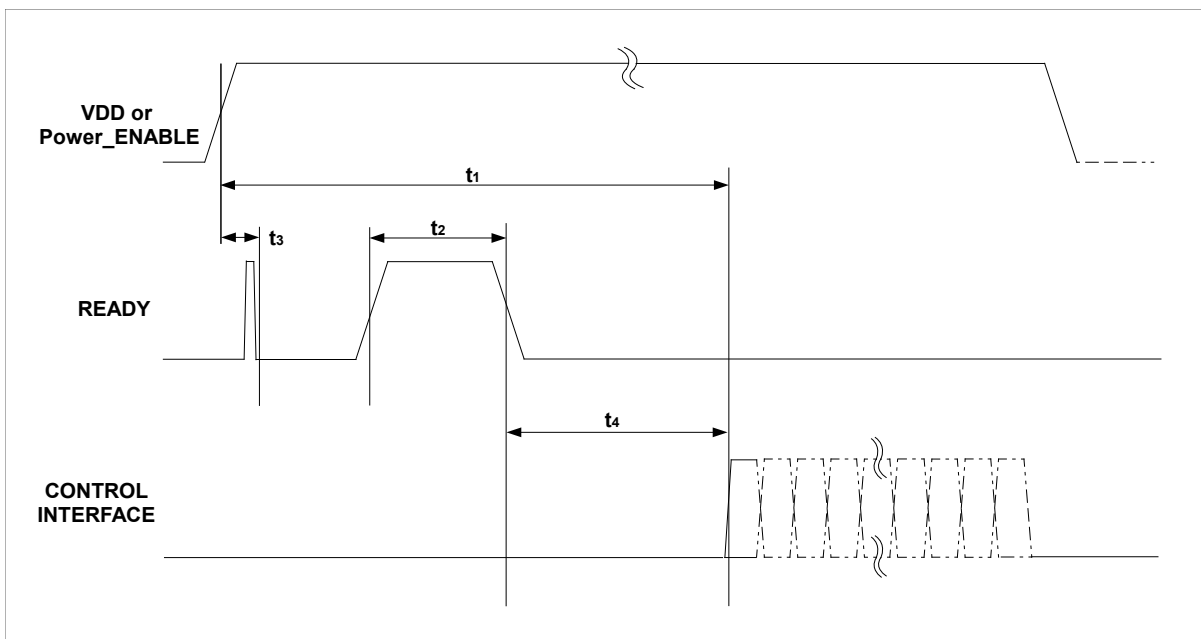 VDD or
Power_ENABLE
t1
t3
t2
READY
t4
CONTROL
INTERFACE